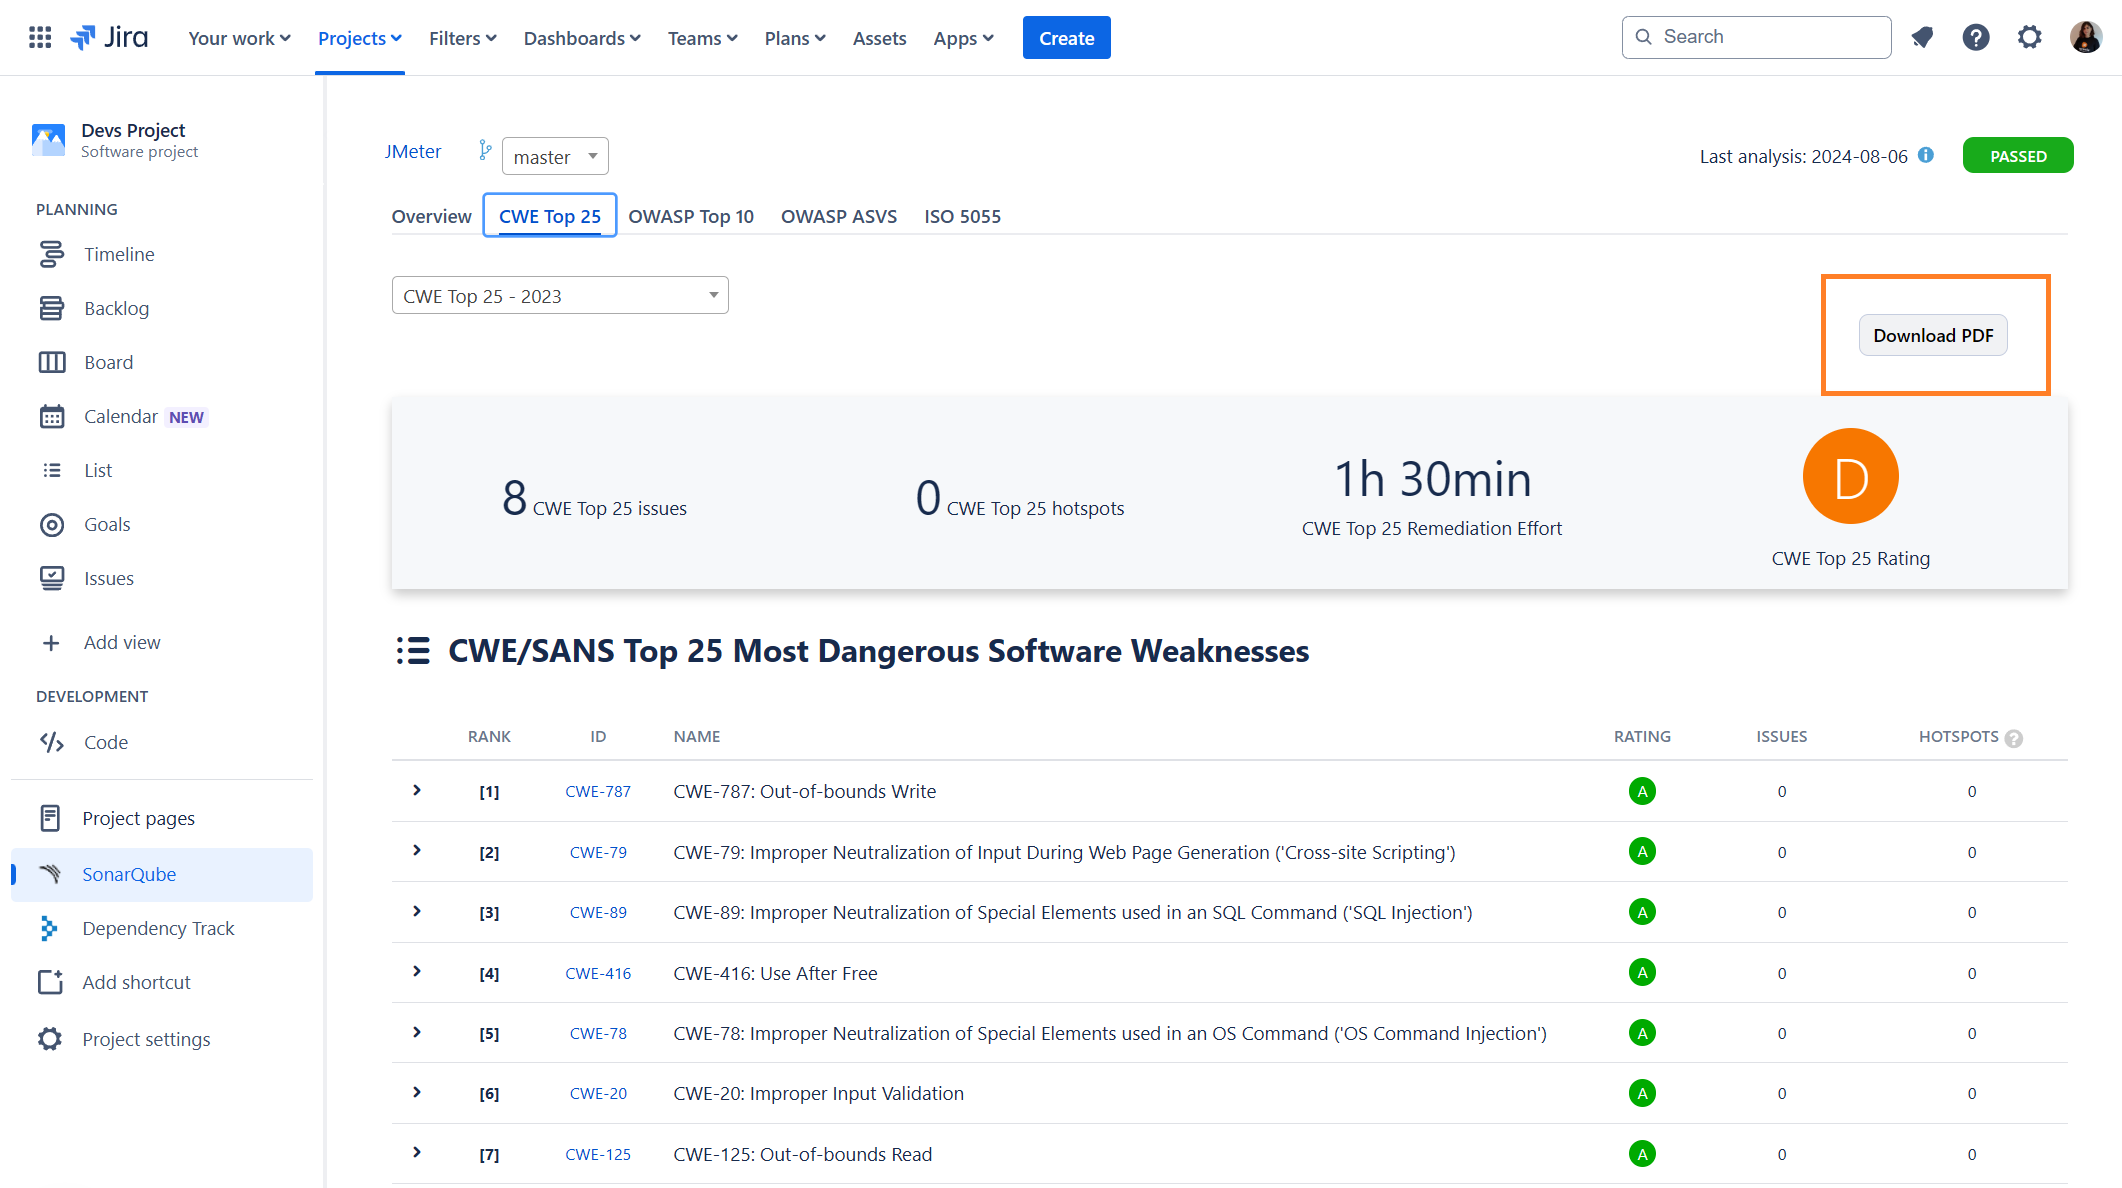 Jira Your work Projects Filters Dashboards Teams Plans Assets Apps Create Search ?
Devs Project
Software project
PLANNING
Timeline
Backlog
Board
Calendar NEW
List
Goals
Issues
Add view
DEVELOPMENT
Code
Project pages
SonarQube
Dependency Track
Add shortcut
Project settings
JMeter master Last analysis: 2024-08-06 i PASSED
Overview CWE Top 25 OWASP Top 10 OWASP ASVS ISO 5055
CWE Top 25 - 2023
Download PDF
8 CWE Top 25 issues
0 CWE Top 25 hotspots
1h 30min
CWE Top 25 Remediation Effort
D
CWE Top 25 Rating
CWE/SANS Top 25 Most Dangerous Software Weaknesses
RANK ID NAME RATING ISSUES HOTSPOTS ?
[1] CWE-787 CWE-787: Out-of-bounds Write A 0 0
[2] CWE-79 CWE-79: Improper Neutralization of Input During Web Page Generation ('Cross-site Scripting') A 0 0
[3] CWE-89 CWE-89: Improper Neutralization of Special Elements used in an SQL Command ('SQL Injection') A 0 0
[4] CWE-416 CWE-416: Use After Free A 0 0
[5] CWE-78 CWE-78: Improper Neutralization of Special Elements used in an OS Command ('OS Command Injection') A 0 0
[6] CWE-20 CWE-20: Improper Input Validation A 0 0
[7] CWE-125 CWE-125: Out-of-bounds Read A 0 0